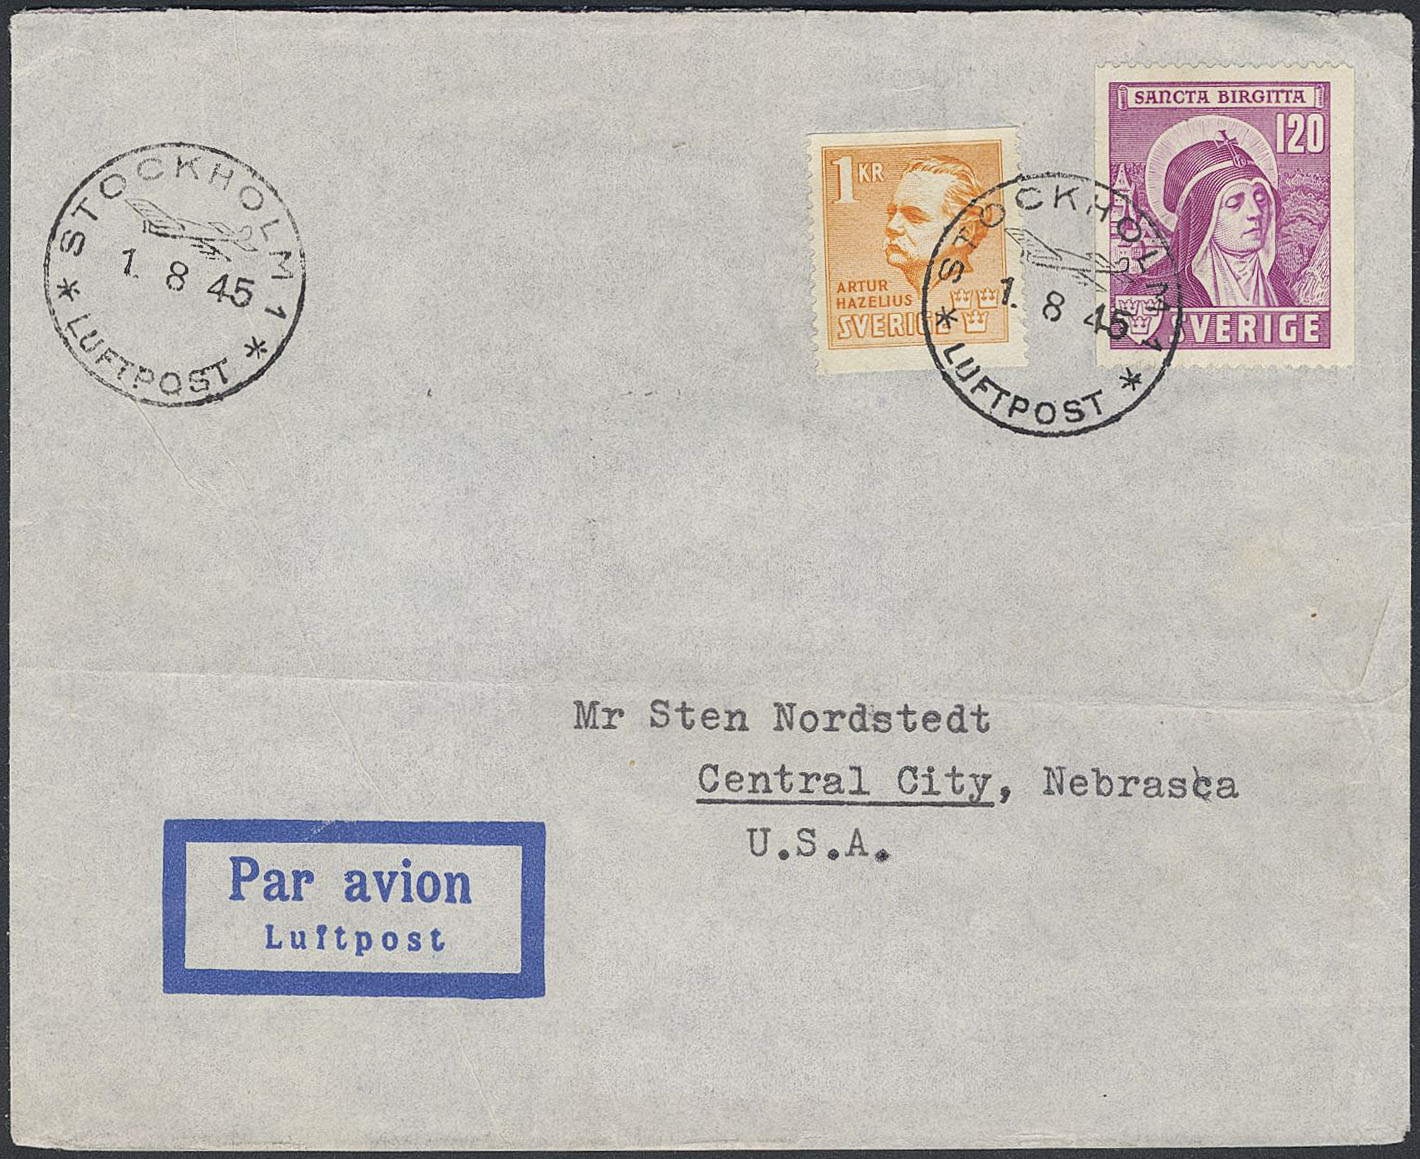 STOCKHOLM 1
1. 8 45
* LUFTPOST *
1 KR
ARTUR
HAZELIUS
SVERIGE
SANCTA BIRGITTA
120
SVERIGE
STOCKHOLM 1
1. 8 45
* LUFTPOST *
Mr Sten Nordstedt
Central City, Nebrasca
U.S.A.
Par avion
Luftpost